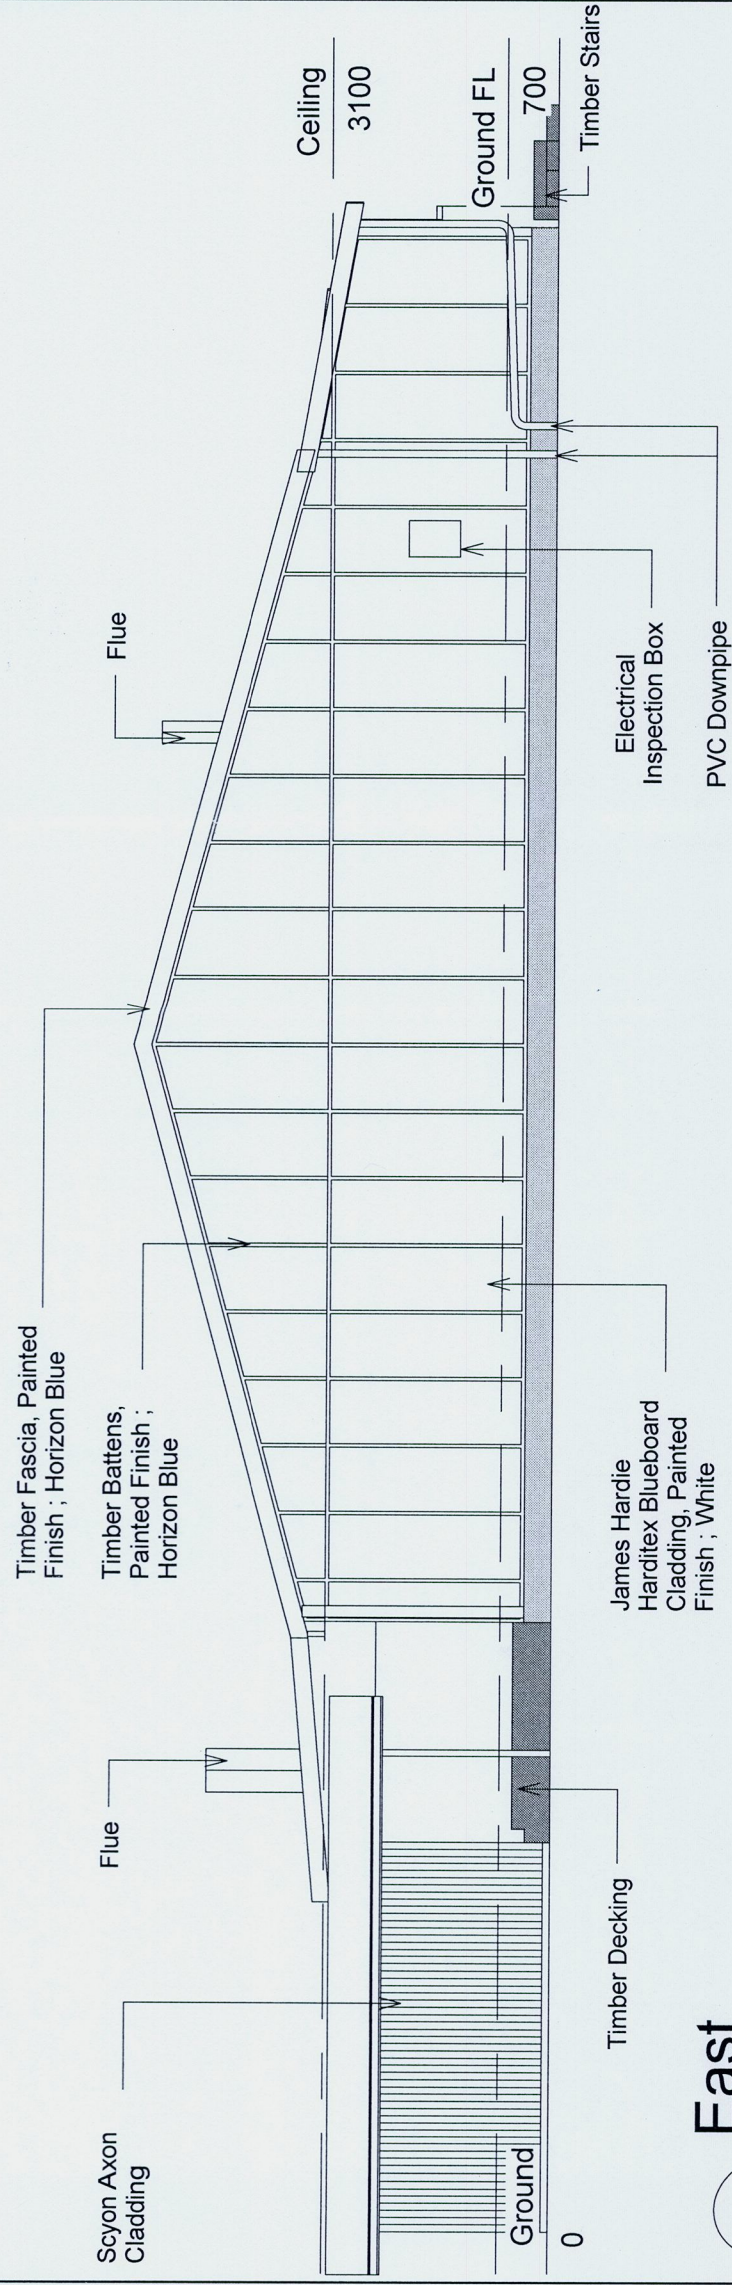 Scyon Axon
Cladding
Flue
Timber Fascia, Painted
Finish ; Horizon Blue
Timber Battens,
Painted Finish ;
Horizon Blue
Flue
Ceiling
3100
Ground FL
700
Timber Stairs
Ground
0
Timber Decking
James Hardie
Harditex Blueboard
Cladding, Painted
Finish ; White
Electrical
Inspection Box
PVC Downpipe
East